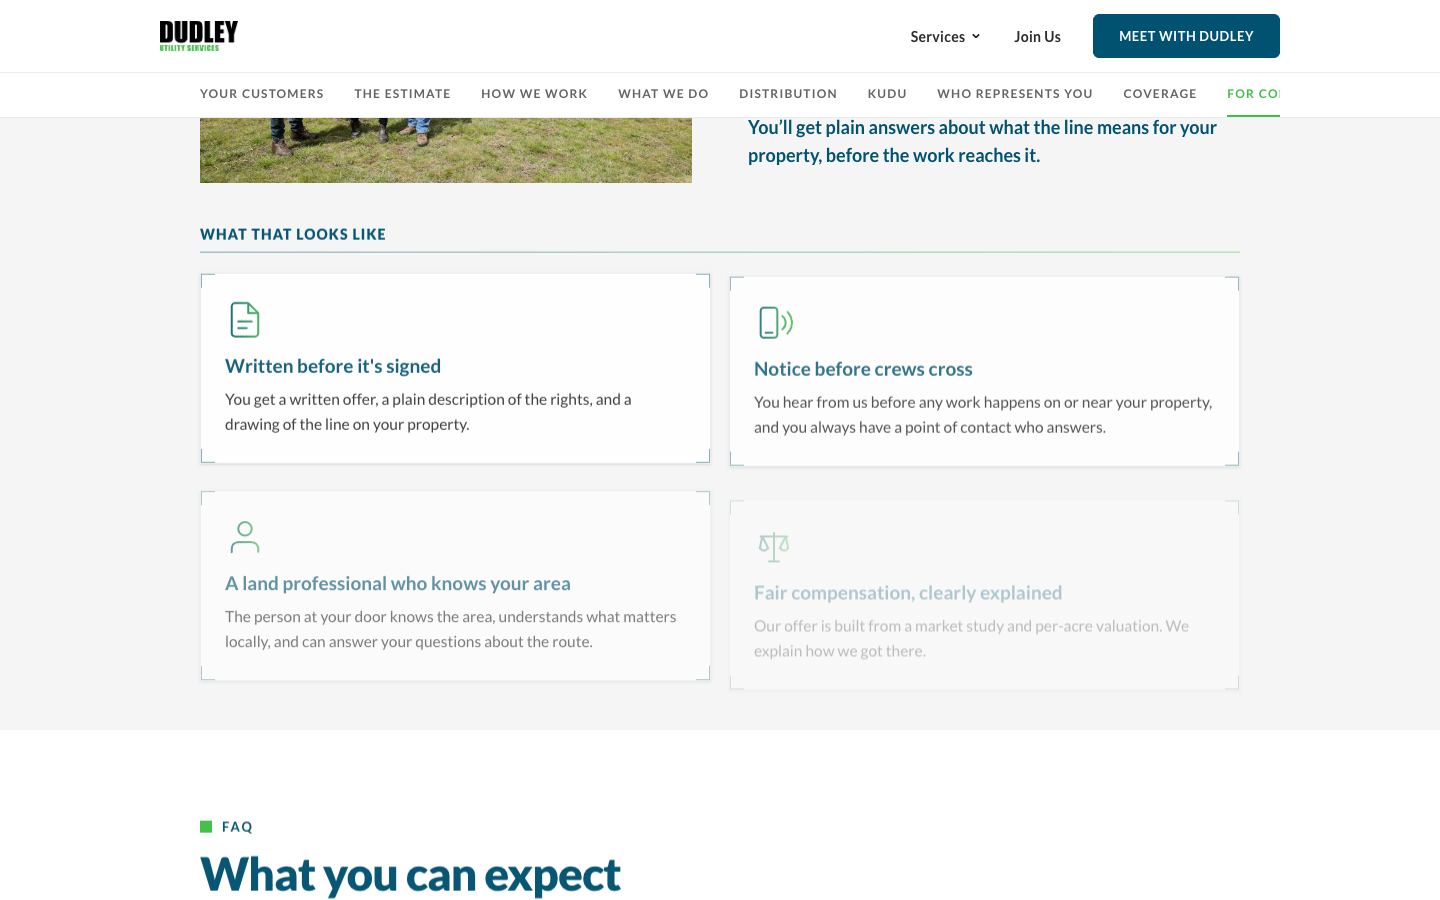 DUDLEY
UTILITY SERVICES
Services
Join Us
MEET WITH DUDLEY
YOUR CUSTOMERS
THE ESTIMATE
HOW WE WORK
WHAT WE DO
DISTRIBUTION
KUDU
WHO REPRESENTS YOU
COVERAGE
FOR CO
You’ll get plain answers about what the line means for your
property, before the work reaches it.
WHAT THAT LOOKS LIKE
Written before it's signed
You get a written offer, a plain description of the rights, and a
drawing of the line on your property.
Notice before crews cross
You hear from us before any work happens on or near your property,
and you always have a point of contact who answers.
A land professional who knows your area
The person at your door knows the area, understands what matters
locally, and can answer your questions about the route.
Fair compensation, clearly explained
Our offer is built from a market study and per-acre valuation. We
explain how we got there.
FAQ
What you can expect